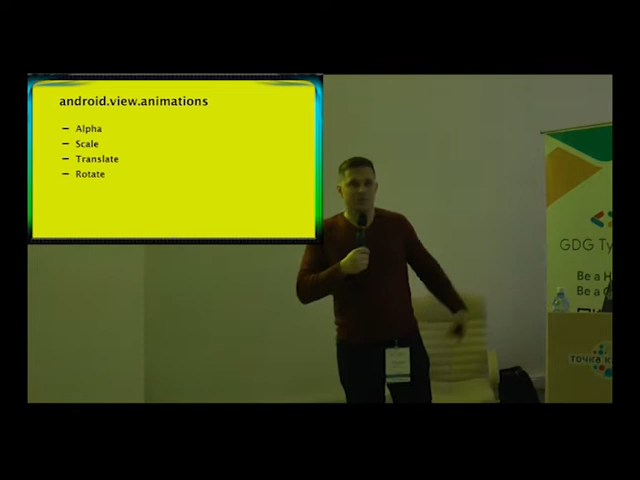 android.view.animations
– Alpha
– Scale
– Translate
– Rotate
GDG Ty
Be a H
Be a
точка к